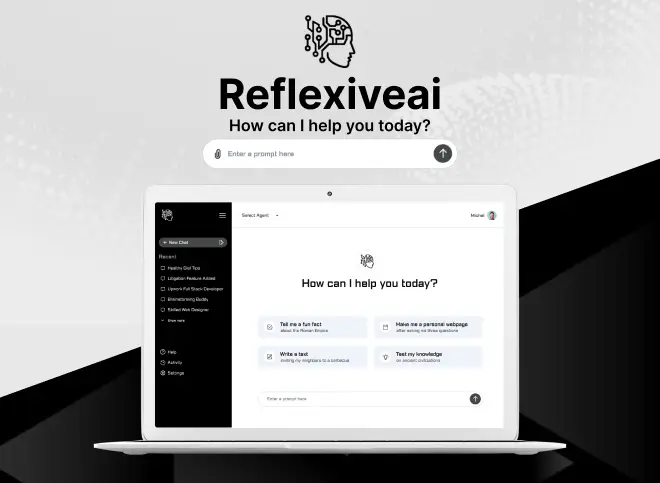 Reflexiveai
How can I help you today?
Enter a prompt here
Select Agent
Michel
New Chat
Recent
Healthy Diet Tips
Litigation Feature Added
Upwork Full Stack Developer
Brainstorming Buddy
Skilled Web Designer
Show more
Help
Activity
Settings
How can I help you today?
Tell me a fun fact
about the Roman Empire
Make me a personal webpage
after asking me three questions
Write a text
inviting my neighbors to a barbecue
Test my knowledge
on ancient civilizations
Enter a prompt here